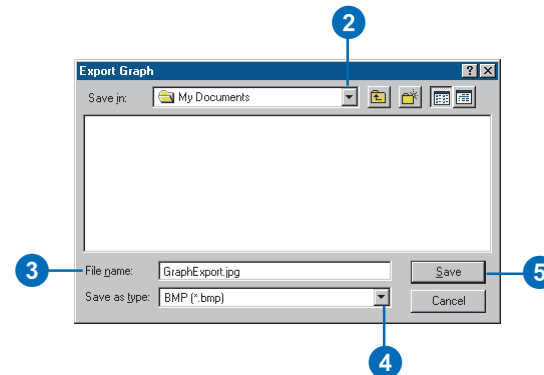 2
Export Graph
Save in: My Documents
3
File name: GraphExport.jpg
Save
5
Save as type: BMP (*.bmp)
Cancel
4